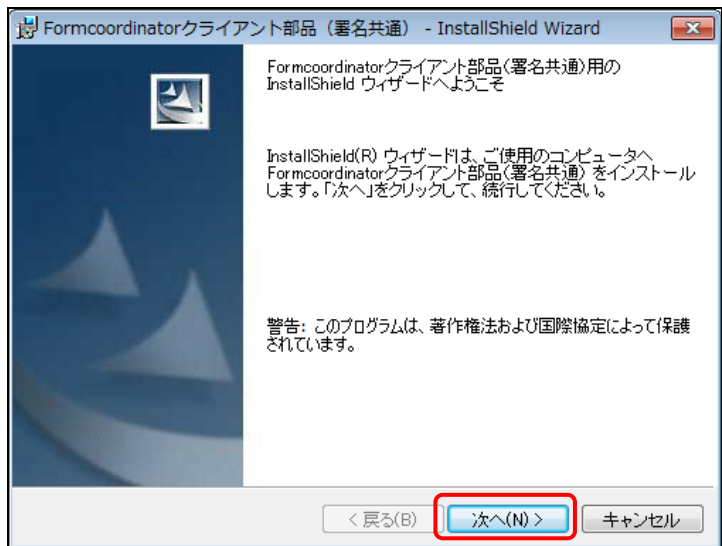 Formcoordinatorクライアント部品（署名共通） - InstallShield Wizard
Formcoordinatorクライアント部品(署名共通)用の
InstallShield ウィザードへようこそ
InstallShield(R) ウィザードは、ご使用のコンピュータへ
Formcoordinatorクライアント部品(署名共通) をインストール
します。「次へ」をクリックして、続行してください。
警告: このプログラムは、著作権法および国際協定によって保護
されています。
< 戻る(B)
次へ(N) >
キャンセル